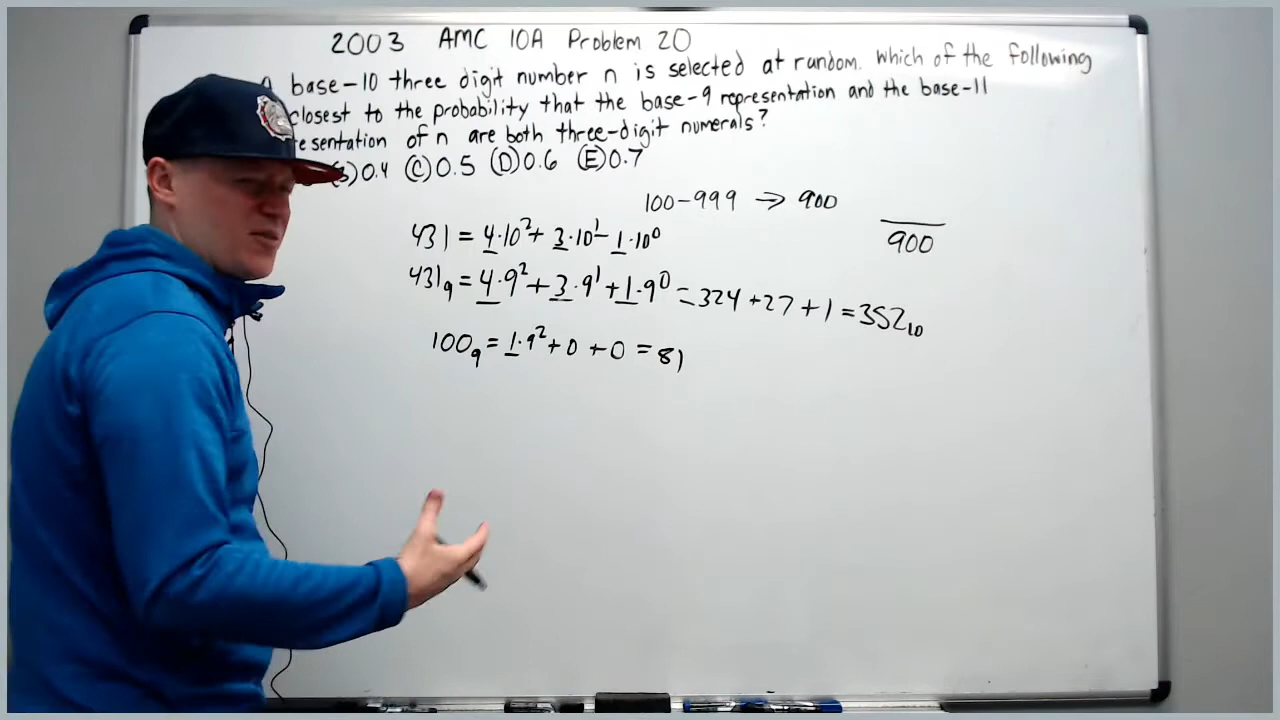 2003 AMC 10A Problem 20
base-10 three digit number n is selected at random. Which of the following
closest to the probability that the base-9 representation and the base-11
esentation of n are both three-digit numerals?
0.4 (C) 0.5 (D) 0.6 (E) 0.7
100-999 → 900
900
431 = 4·10² + 3·10¹ - 1·10⁰
431₉ = 4·9² + 3·9¹ + 1·9⁰ = 324 + 27 + 1 = 352₁₀
100₉ = 1·9² + 0 + 0 = 81